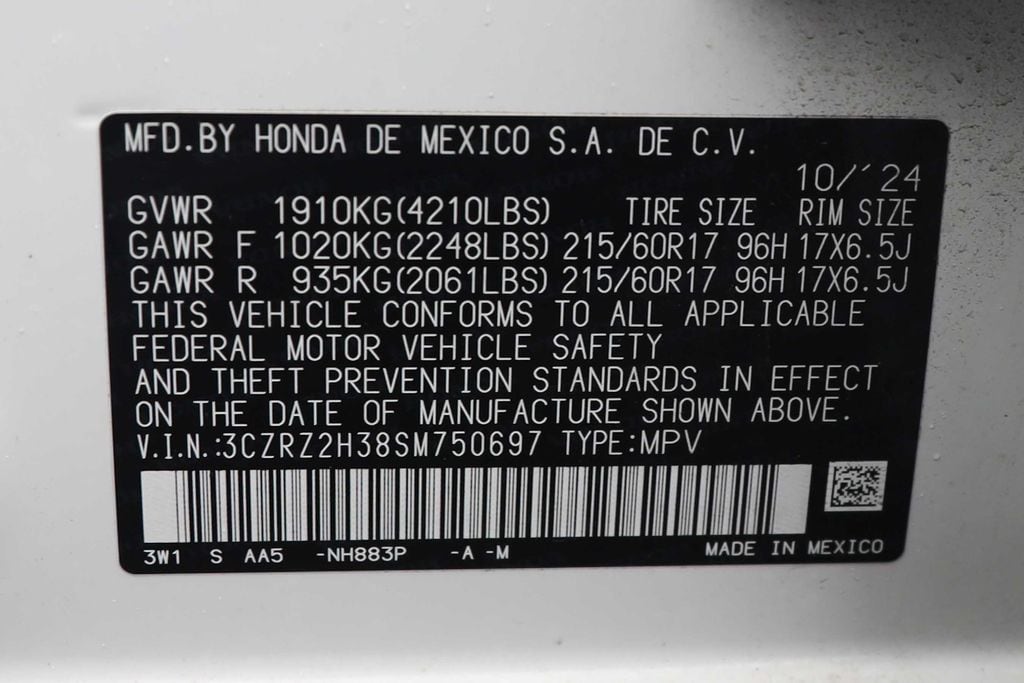 MFD.BY HONDA DE MEXICO S.A. DE C.V.
10/'24
GVWR 1910KG(4210LBS) TIRE SIZE RIM SIZE
GAWR F 1020KG(2248LBS) 215/60R17 96H 17X6.5J
GAWR R 935KG(2061LBS) 215/60R17 96H 17X6.5J
THIS VEHICLE CONFORMS TO ALL APPLICABLE
FEDERAL MOTOR VEHICLE SAFETY
AND THEFT PREVENTION STANDARDS IN EFFECT
ON THE DATE OF MANUFACTURE SHOWN ABOVE.
V.I.N.:3CZRZ2H38SM750697 TYPE:MPV
3W1 S AA5 -NH883P -A -M MADE IN MEXICO